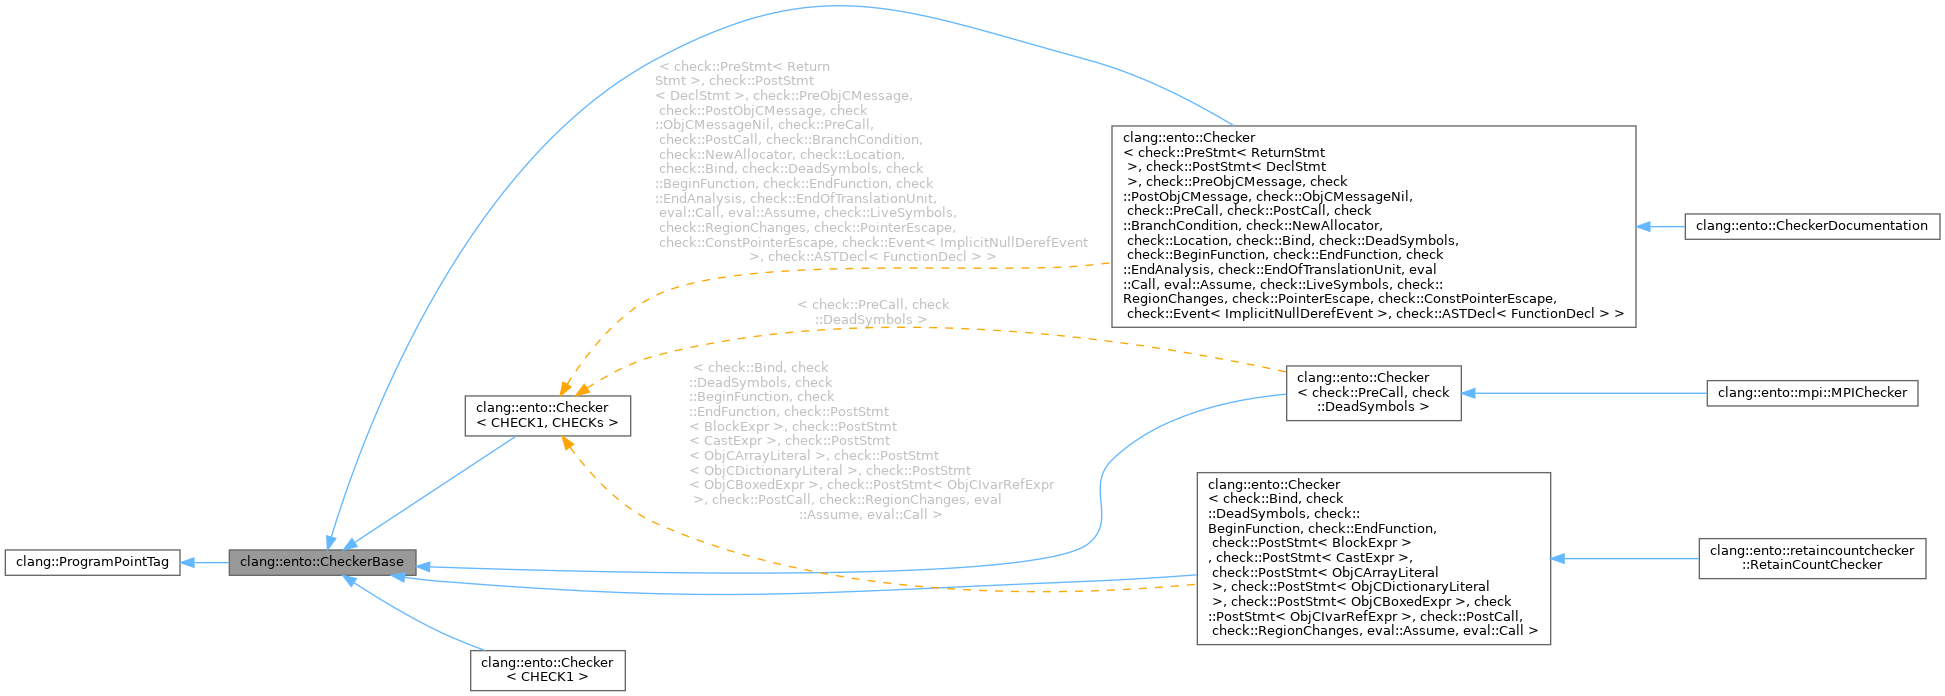 < check::PreStmt< Return
Stmt >, check::PostStmt
< DeclStmt >, check::PreObjCMessage,
check::PostObjCMessage, check
::ObjCMessageNil, check::PreCall,
check::PostCall, check::BranchCondition,
check::NewAllocator, check::Location,
check::Bind, check::DeadSymbols, check
::BeginFunction, check::EndFunction, check
::EndAnalysis, check::EndOfTranslationUnit,
eval::Call, eval::Assume, check::LiveSymbols,
check::RegionChanges, check::PointerEscape,
check::ConstPointerEscape, check::Event< ImplicitNullDerefEvent
>, check::ASTDecl< FunctionDecl > >
clang::ento::Checker
< check::PreStmt< ReturnStmt
>, check::PostStmt< DeclStmt
>, check::PreObjCMessage, check
::PostObjCMessage, check::ObjCMessageNil,
check::PreCall, check::PostCall, check
::BranchCondition, check::NewAllocator,
check::Location, check::Bind, check::DeadSymbols,
check::BeginFunction, check::EndFunction, check
::EndAnalysis, check::EndOfTranslationUnit, eval
::Call, eval::Assume, check::LiveSymbols, check::
RegionChanges, check::PointerEscape, check::ConstPointerEscape,
check::Event< ImplicitNullDerefEvent >, check::ASTDecl< FunctionDecl > >
clang::ento::CheckerDocumentation
< check::PreCall, check
::DeadSymbols >
clang::ento::Checker
< check::PreCall, check
::DeadSymbols >
clang::ento::mpi::MPIChecker
< check::Bind, check
::DeadSymbols, check
::BeginFunction, check
::EndFunction, check::PostStmt
< BlockExpr >, check::PostStmt
< CastExpr >, check::PostStmt
< ObjCArrayLiteral >, check::PostStmt
< ObjCDictionaryLiteral >, check::PostStmt
< ObjCBoxedExpr >, check::PostStmt< ObjCIvarRefExpr
>, check::PostCall, check::RegionChanges, eval
::Assume, eval::Call >
clang::ento::Checker
< CHECK1, CHECKs >
clang::ento::Checker
< check::Bind, check
::DeadSymbols, check::
BeginFunction, check::EndFunction,
check::PostStmt< BlockExpr >
, check::PostStmt< CastExpr >,
check::PostStmt< ObjCArrayLiteral
>, check::PostStmt< ObjCDictionaryLiteral
>, check::PostStmt< ObjCBoxedExpr >, check
::PostStmt< ObjCIvarRefExpr >, check::PostCall,
check::RegionChanges, eval::Assume, eval::Call >
clang::ento::retaincountchecker
::RetainCountChecker
clang::ProgramPointTag
clang::ento::CheckerBase
clang::ento::Checker
< CHECK1 >